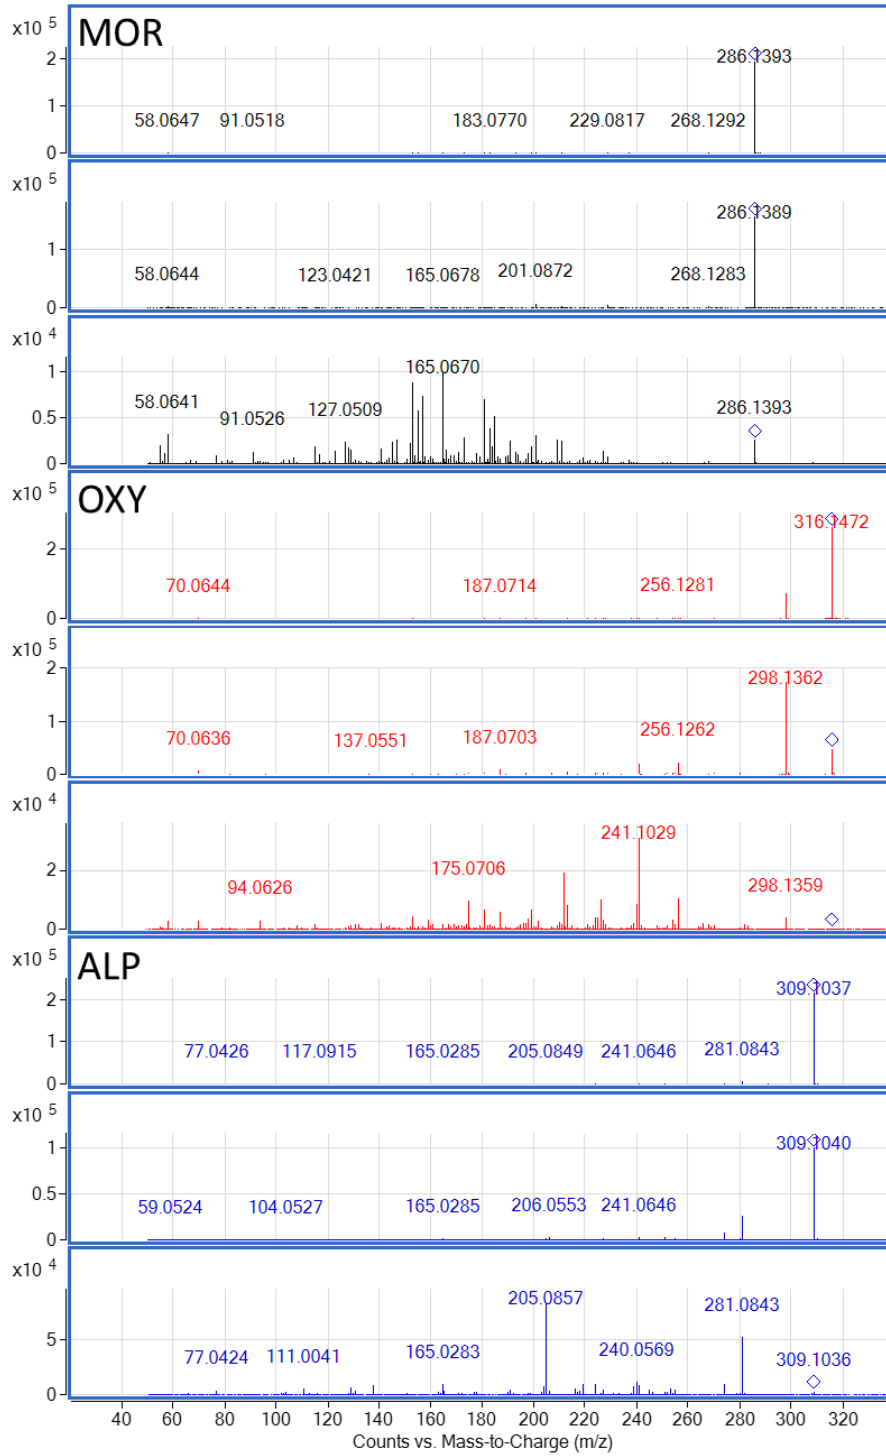 x10 5
MOR
2
286.1393
1
58.0647 91.0518 183.0770 229.0817 268.1292
0
x10 5
286.1389
1
58.0644 123.0421 165.0678 201.0872 268.1283
0
x10 4
1
165.0670
58.0641 91.0526 127.0509 286.1393
0.5
0
x10 5
OXY
316.1472
2
70.0644 187.0714 256.1281
0
x10 5
2
298.1362
1
70.0636 137.0551 187.0703 256.1262
0
x10 4
241.1029
2
94.0626 175.0706 298.1359
0
x10 5
ALP
2
309.1037
1
77.0426 117.0915 165.0285 205.0849 241.0646 281.0843
0
x10 5
1
309.1040
0.5
59.0524 104.0527 165.0285 206.0553 241.0646
0
x10 4
205.0857 281.0843
5
77.0424 111.0041 165.0283 240.0569 309.1036
0
40 60 80 100 120 140 160 180 200 220 240 260 280 300 320
Counts vs. Mass-to-Charge (m/z)